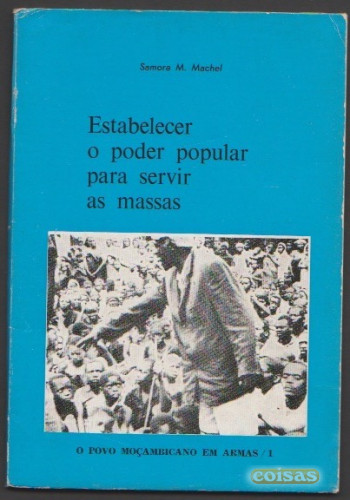 Samora M. Machel
Estabelecer
o poder popular
para servir
as massas
O POVO MOÇAMBICANO EM ARMAS/1
coisas